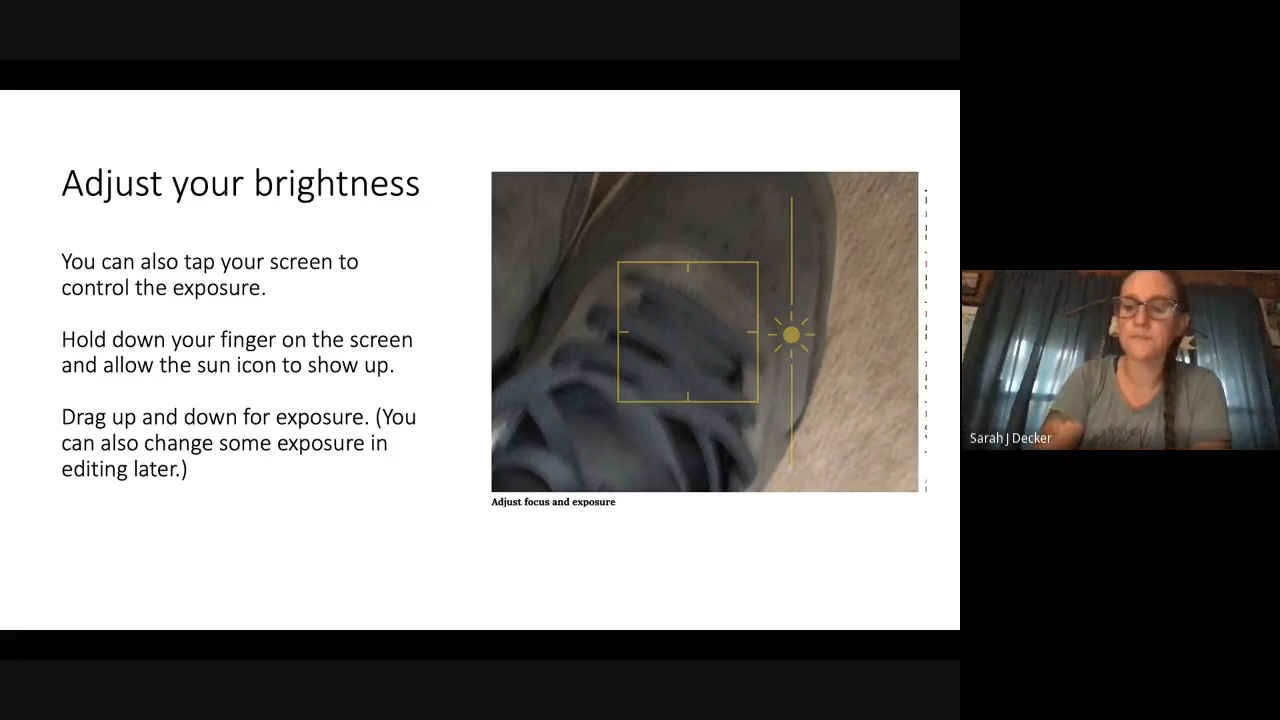 Adjust your brightness
You can also tap your screen to
control the exposure.
Hold down your finger on the screen
and allow the sun icon to show up.
Drag up and down for exposure. (You
can also change some exposure in
editing later.)
Adjust focus and exposure
Sarah J Decker